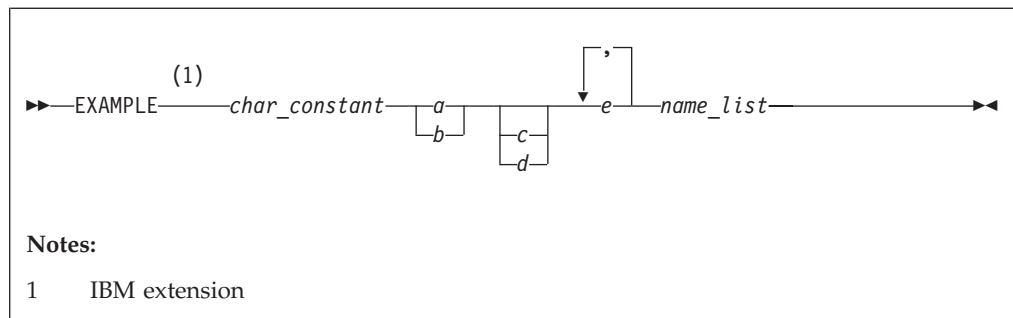 ,
(1)
EXAMPLE char_constant a e name_list
b c
d
Notes:
1 IBM extension